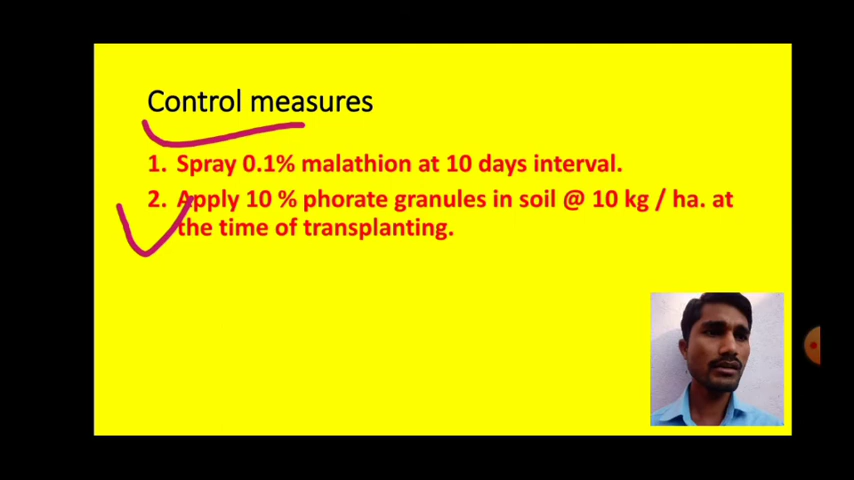 Control measures
1. Spray 0.1% malathion at 10 days interval.
2. Apply 10 % phorate granules in soil @ 10 kg / ha. at
the time of transplanting.